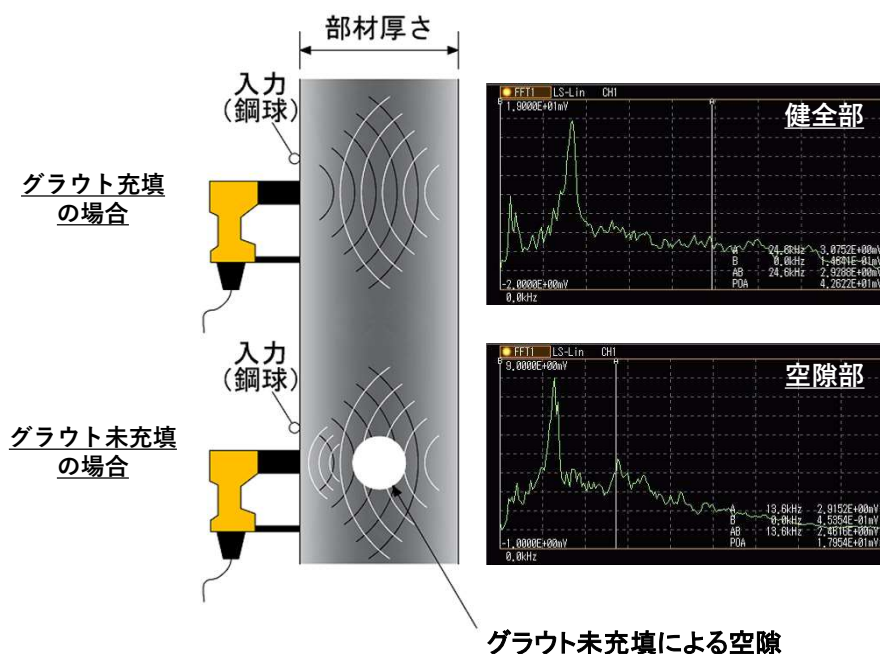 部材厚さ
入力
(鋼球)
グラウト充填
の場合
FFT1 LS-Lin CH1
1.9000E+01mV
健全部
A 24.6kHz 3.0752E+00mV
B 0.0kHz 1.4641E-01mV
AB 24.6kHz 2.9288E+00mV
POA 4.2622E+01mV
-2.0000E+00mV
0.0kHz
入力
(鋼球)
グラウト未充填
の場合
FFT1 LS-Lin CH1
9.0000E+00mV
空隙部
A 13.6kHz 2.9152E+00mV
B 0.0kHz 4.5354E-01mV
AB 13.6kHz 2.4616E+00mV
POA 1.7954E+01mV
-1.0000E+00mV
0.0kHz
グラウト未充填による空隙